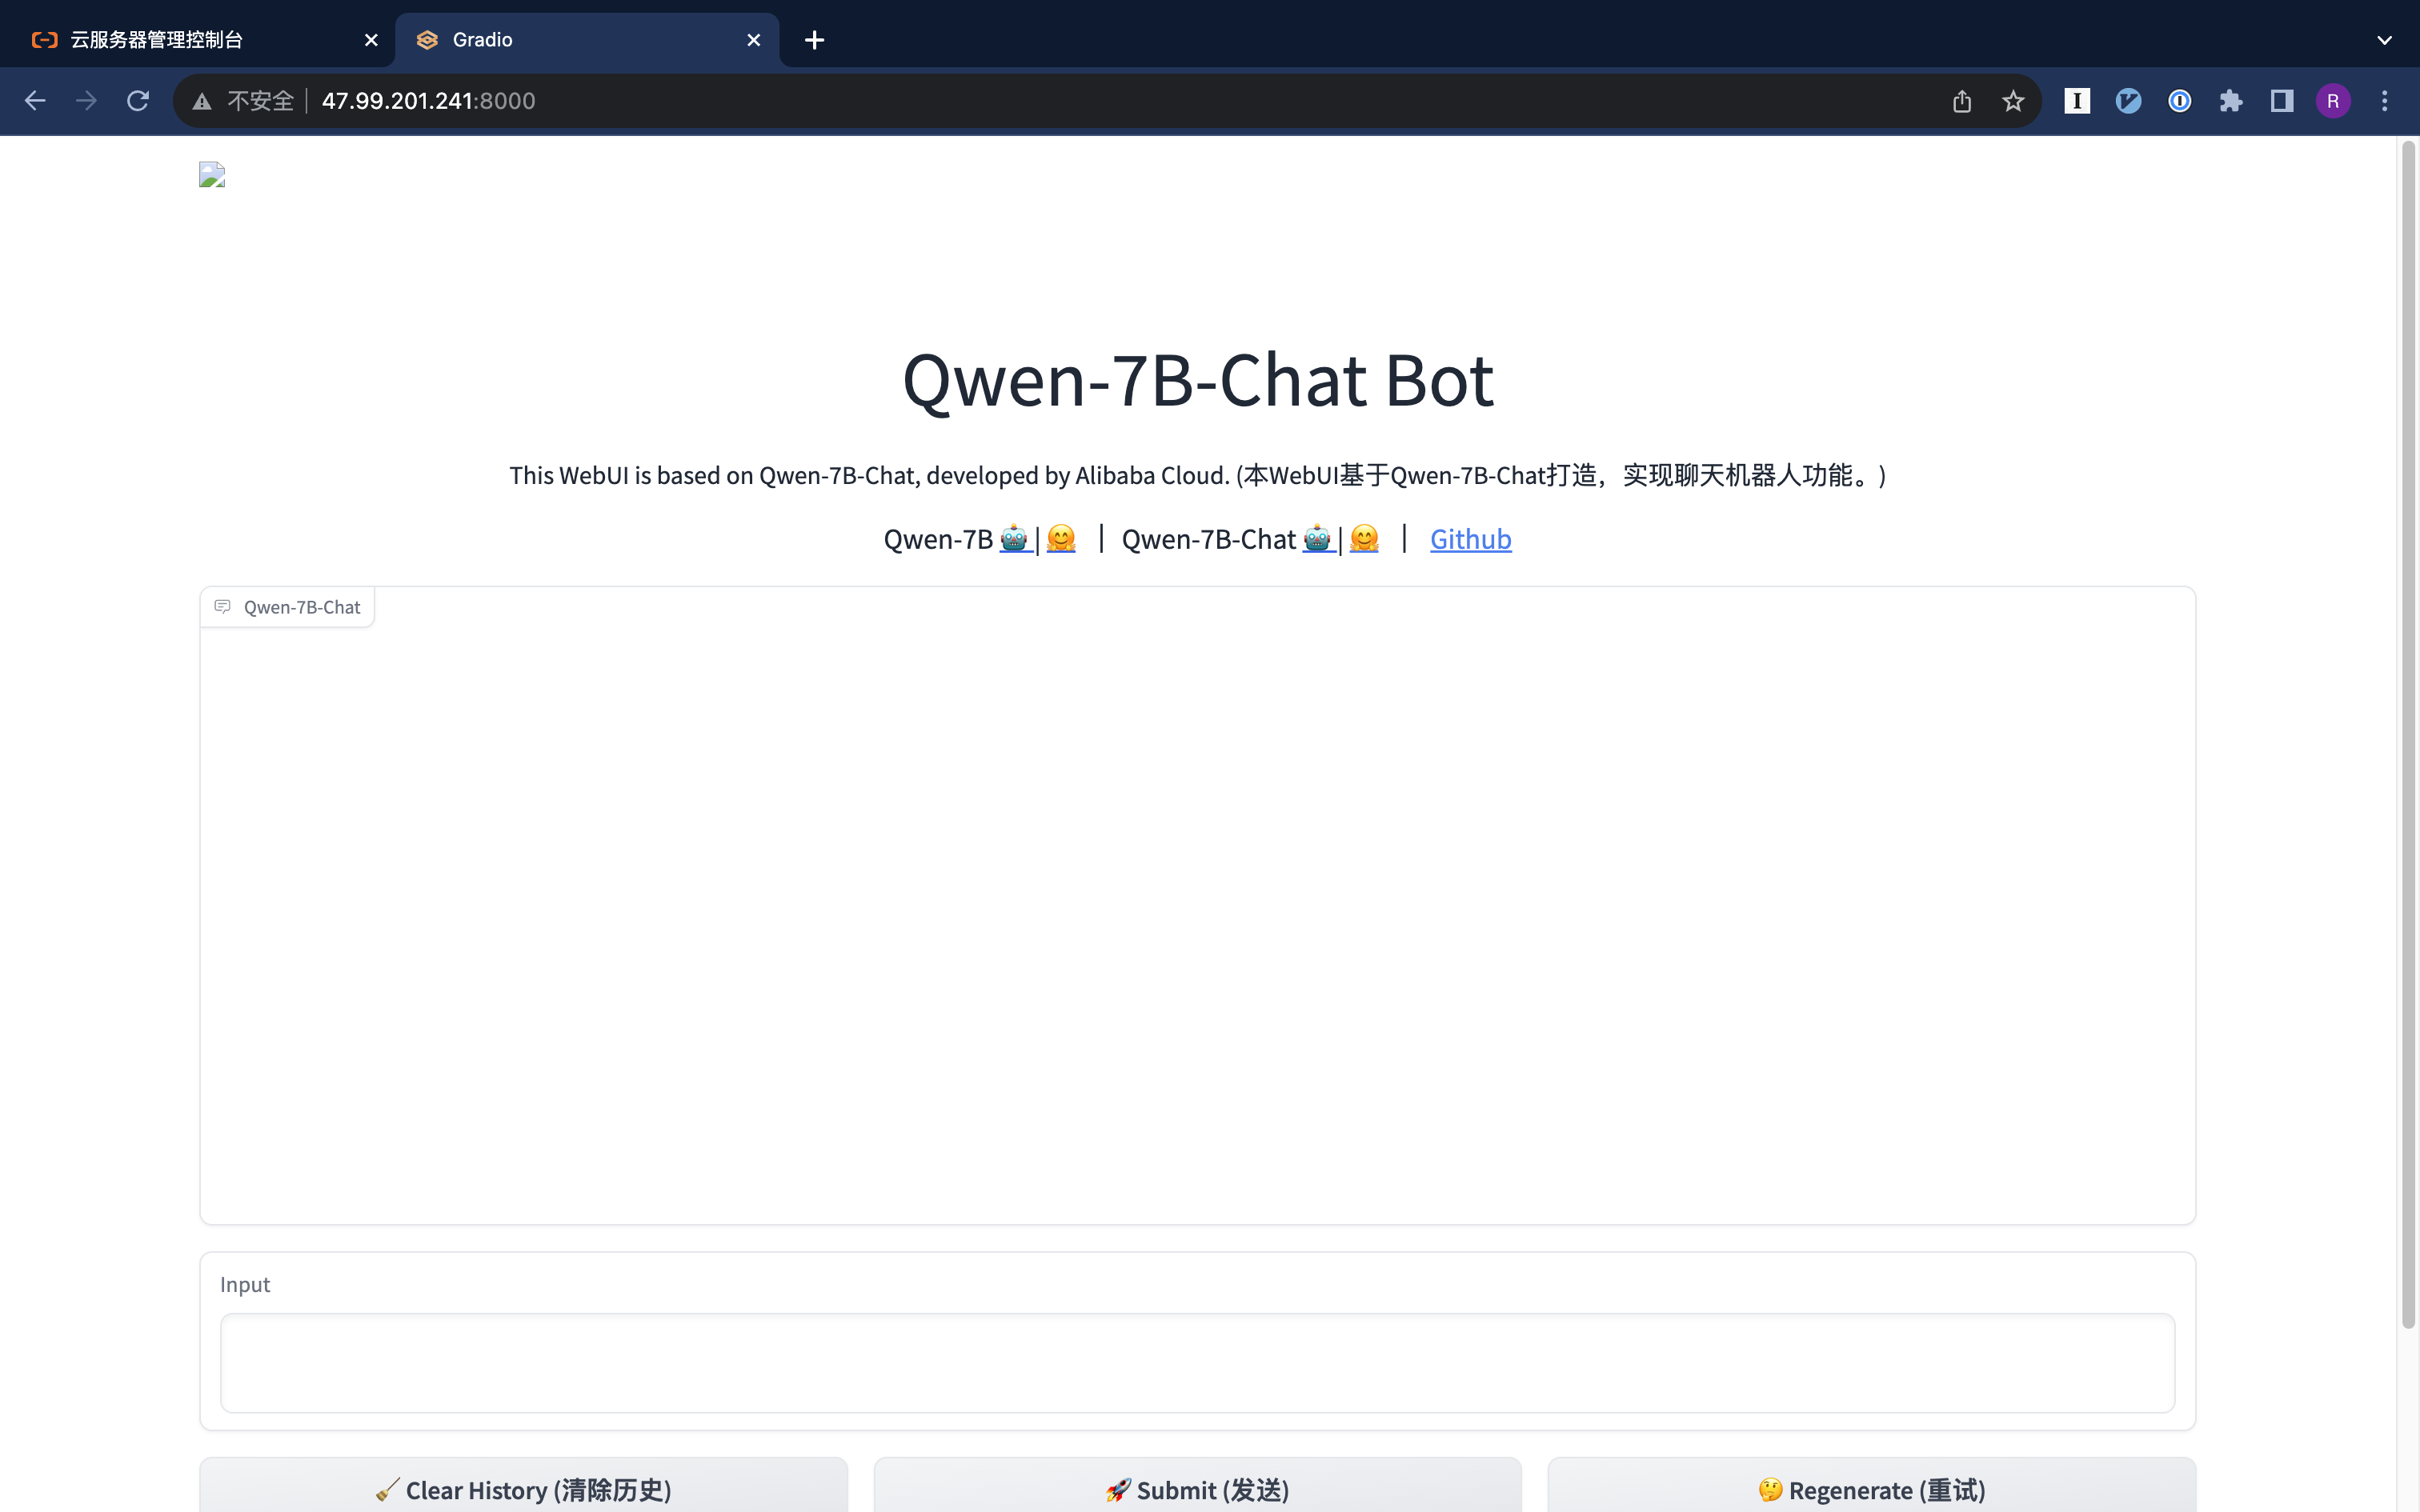 云服务器管理控制台
Gradio
不安全 47.99.201.241:8000
R
Qwen-7B-Chat Bot
This WebUI is based on Qwen-7B-Chat, developed by Alibaba Cloud. (本WebUI基于Qwen-7B-Chat打造，实现聊天机器人功能。)
Qwen-7B 🤖 | 🤗 | Qwen-7B-Chat 🤖 | 🤗 | Github
Qwen-7B-Chat
Input
🧹 Clear History (清除历史)
🚀 Submit (发送)
🤔 Regenerate (重试)